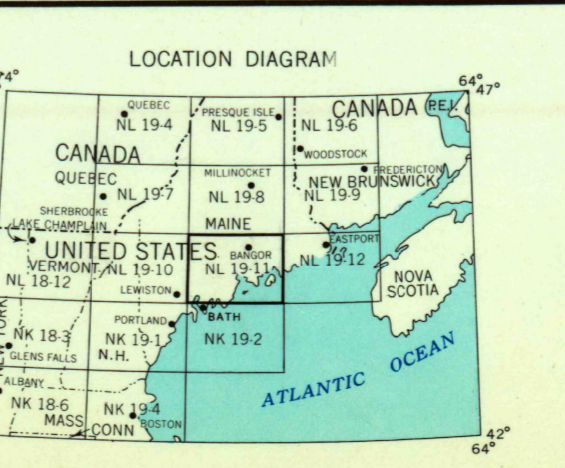 LOCATION DIAGRAM
4°
64°
47°
QUEBEC
NL 19-4
PRESQUE ISLE
NL 19-5
NL 19-6
CANADA
P.E.I.
CANADA
WOODSTOCK
QUEBEC
NL 19-7
MILLINOCKET
NL 19-8
FREDERICTON
NEW BRUNSWICK
NL 19-9
SHERBROKE
MAINE
LAKE CHAMPLAIN
UNITED STATES
BANGOR
EASTPORT
VERMONT
NL 19-10
NL 19-11
NL 19-12
NL 18-12
NOVA
SCOTIA
LEWISTON
PORTLAND
BATH
NK 18-3
NK 19-1
NK 19-2
GLENS FALLS
N.H.
ATLANTIC OCEAN
ALBANY
NK 18-6
NK 19-4
MASS
BOSTON
CONN
42°
64°